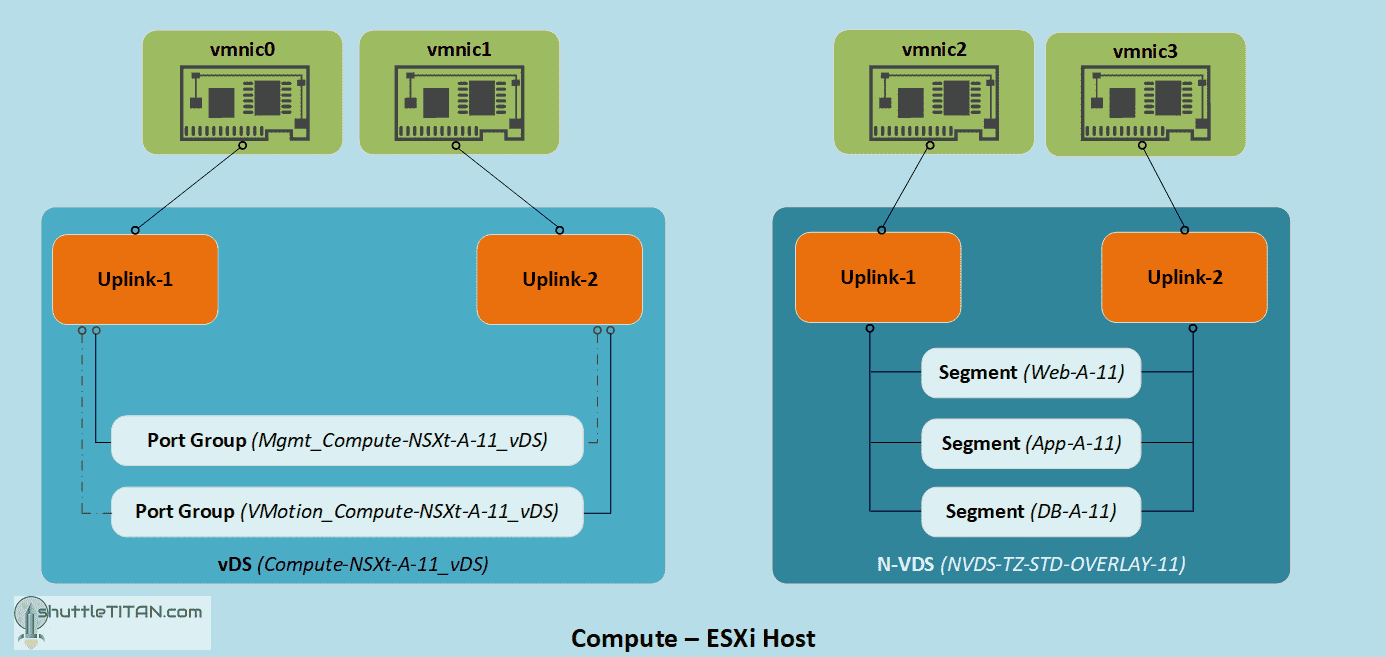 vmnic0
vmnic1
vmnic2
vmnic3
Uplink-1
Uplink-2
Uplink-1
Uplink-2
Port Group (Mgmt_Compute-NSXt-A-11_vDS)
Port Group (VMotion_Compute-NSXt-A-11_vDS)
vDS (Compute-NSXt-A-11_vDS)
Segment (Web-A-11)
Segment (App-A-11)
Segment (DB-A-11)
N-VDS (NVDS-TZ-STD-OVERLAY-11)
shuttleTITAN.com
Compute – ESXi Host